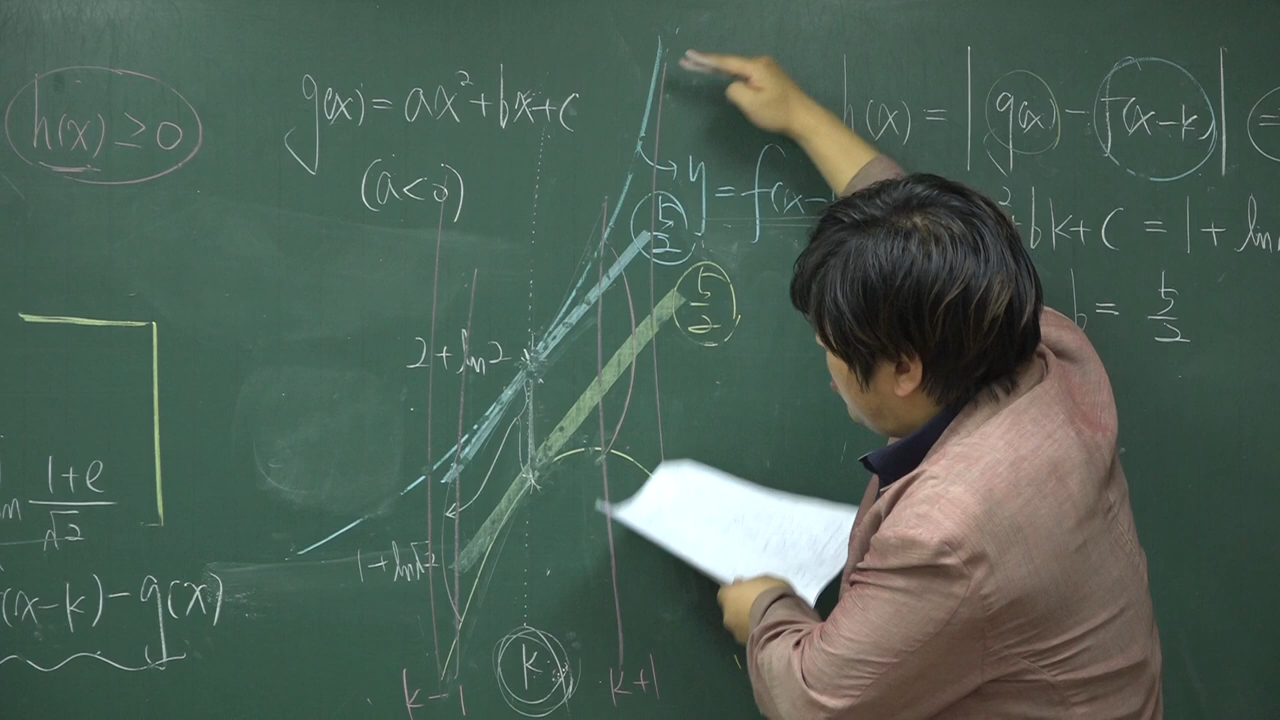 h(x) ≥ 0
g(x) = ax² + bx + c
(a<0)
h(x) = | g(x) - f(x-k) | =
y = f(x-
5/2
5/2
bk + c = 1 + ln
b = 5/2
2 + ln2
1 + ln√2
1+e/√2
(x-k) - g(x)
k-1
k
k+1